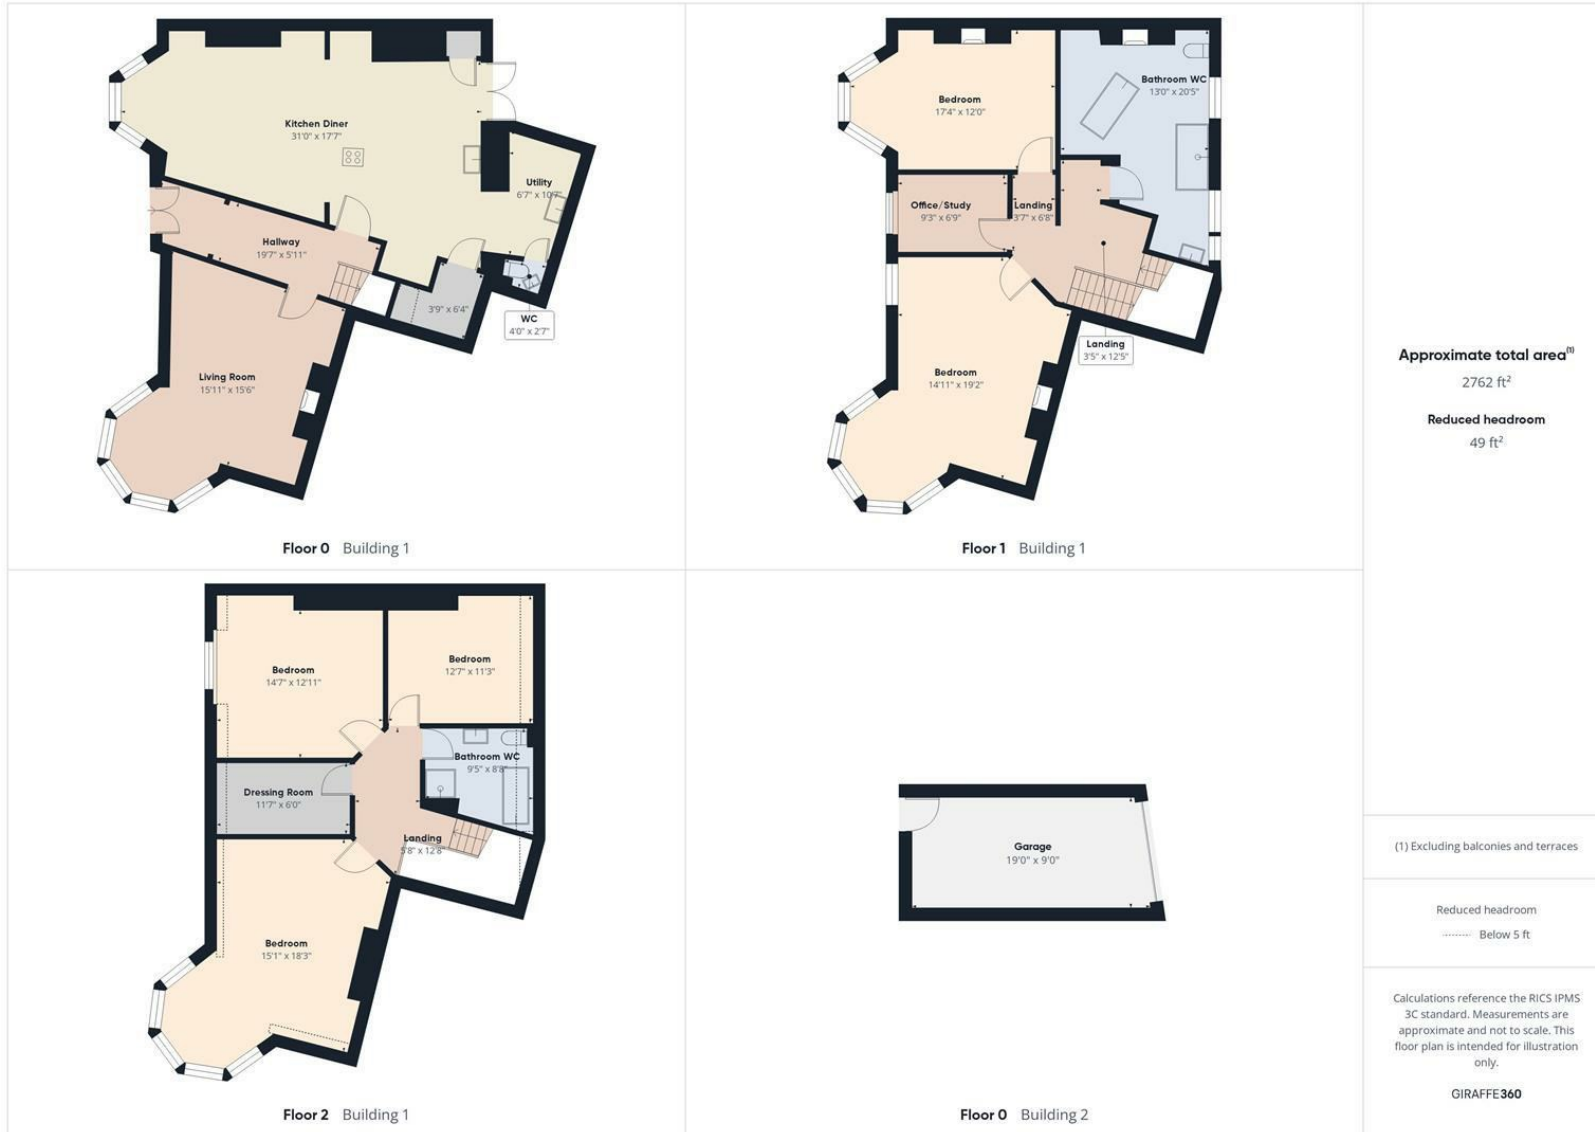 Kitchen Diner
31'0" x 17'7"
Utility
6'7" x 10'7"
Hallway
19'7" x 5'11"
3'9" x 6'4"
WC
4'0" x 2'7"
Living Room
15'11" x 15'6"
Floor 0 Building 1
Bedroom
17'4" x 12'0"
Bathroom WC
13'0" x 20'5"
Office/Study
9'3" x 6'9"
Landing
3'7" x 6'8"
Landing
3'5" x 12'5"
Bedroom
14'11" x 19'2"
Floor 1 Building 1
Bedroom
14'7" x 12'11"
Bedroom
12'7" x 11'3"
Bathroom WC
9'5" x 8'8"
Dressing Room
11'7" x 6'0"
Landing
5'8" x 12'8"
Bedroom
15'1" x 18'3"
Floor 2 Building 1
Garage
19'0" x 9'0"
Floor 0 Building 2
Approximate total area(1)
2762 ft²
Reduced headroom
49 ft²
(1) Excluding balconies and terraces
Reduced headroom
Below 5 ft
Calculations reference the RICS IPMS
3C standard. Measurements are
approximate and not to scale. This
floor plan is intended for illustration
only.
GIRAFFE360